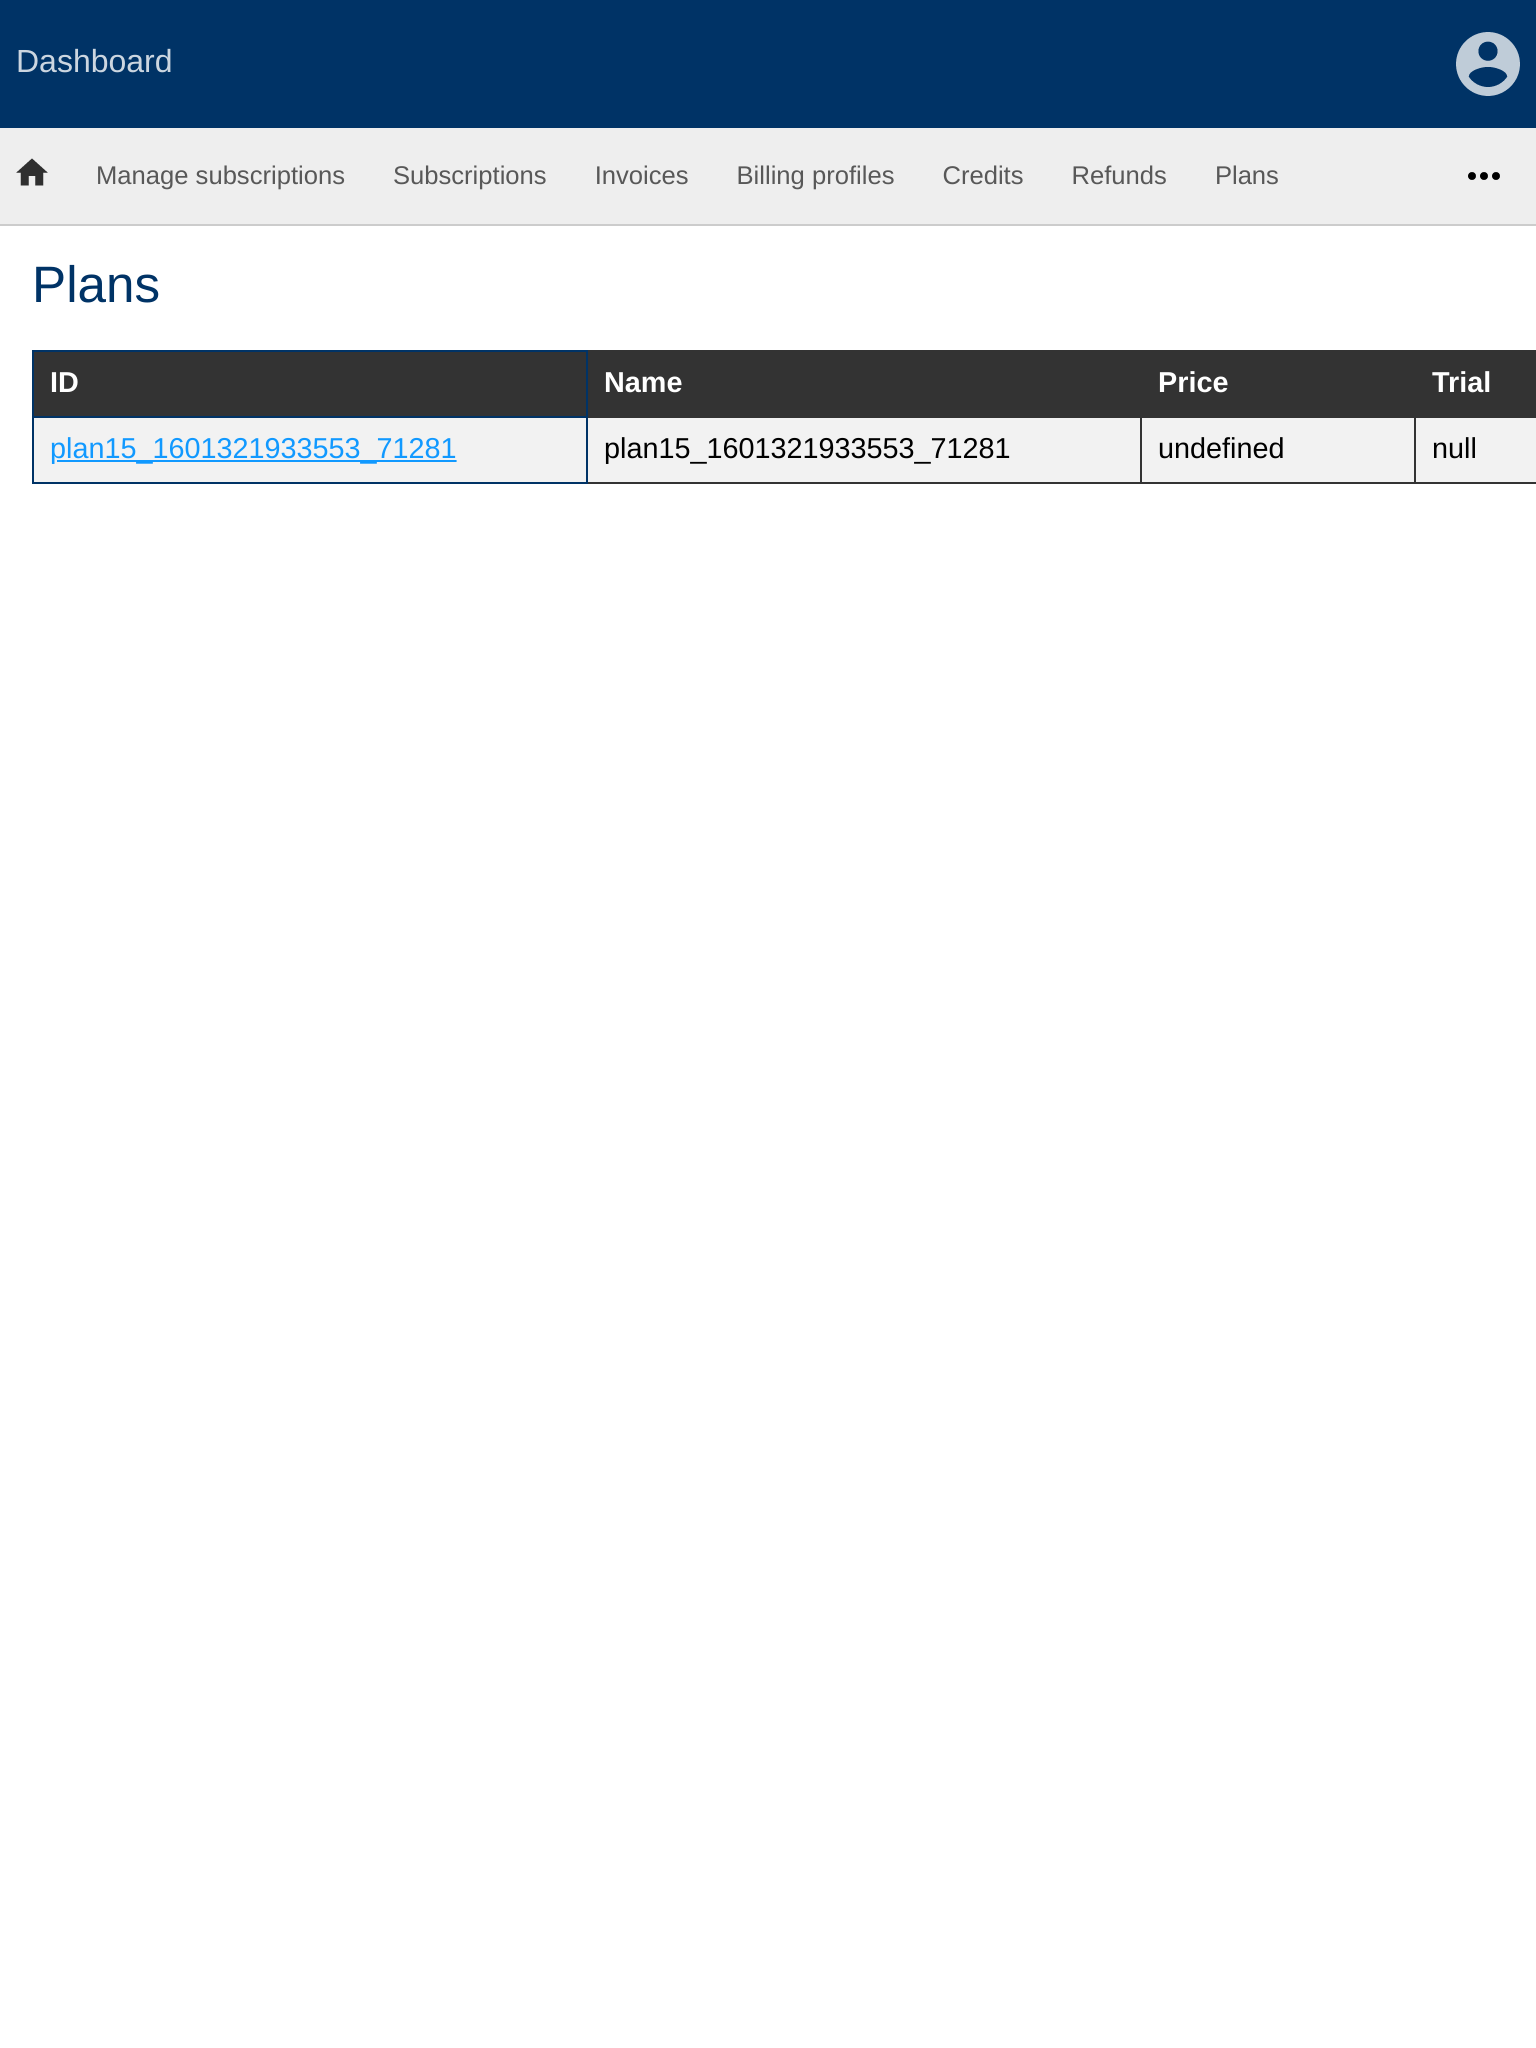 Dashboard
Manage subscriptions Subscriptions Invoices Billing profiles Credits Refunds Plans
Plans
ID Name Price Trial
plan15_1601321933553_71281 plan15_1601321933553_71281 undefined null